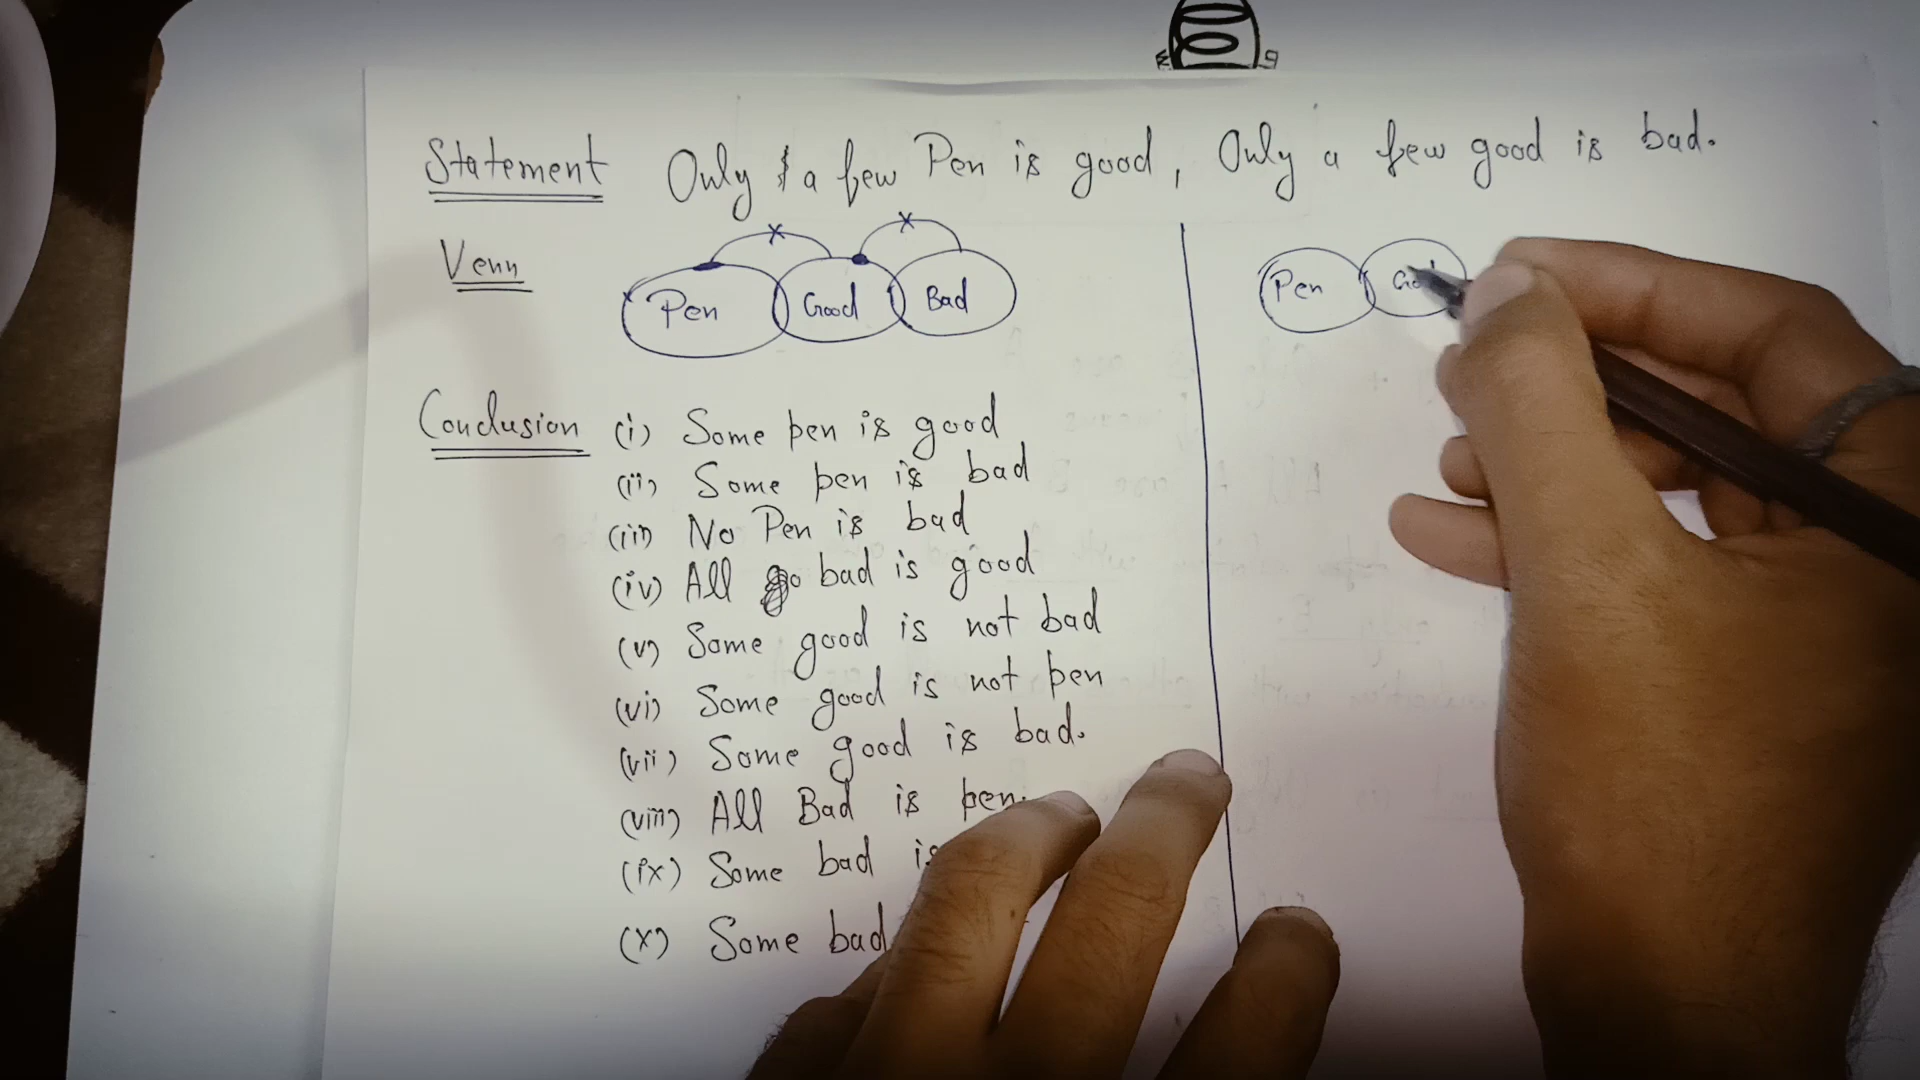 Statement Only a few Pen is good, Only a few good is bad.
Venn
Pen Good Bad
Pen
Conclusion (i) Some pen is good
(ii) Some pen is bad
(iii) No Pen is bad
(iv) All bad is good
(v) Some good is not bad
(vi) Some good is not pen
(vii) Some good is bad.
(viii) All Bad is pen.
(ix) Some bad is
(x) Some bad